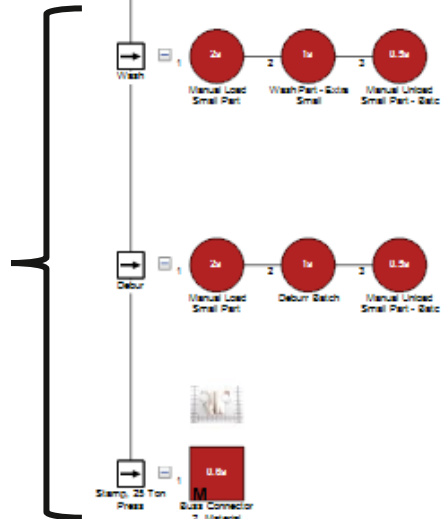 2s
1s
0.5s
1
2
3
Wash
Manual Load
Small Part
Wash Part - Extra
Small
Manual Unload
Small Part - Batc
2s
1s
0.5s
1
2
3
Debur
Manual Load
Small Part
Deburr Batch
Manual Unload
Small Part - Batc
0.6s
1
M
Stamp, 25 Ton
Press
Buss Connector
7, Material